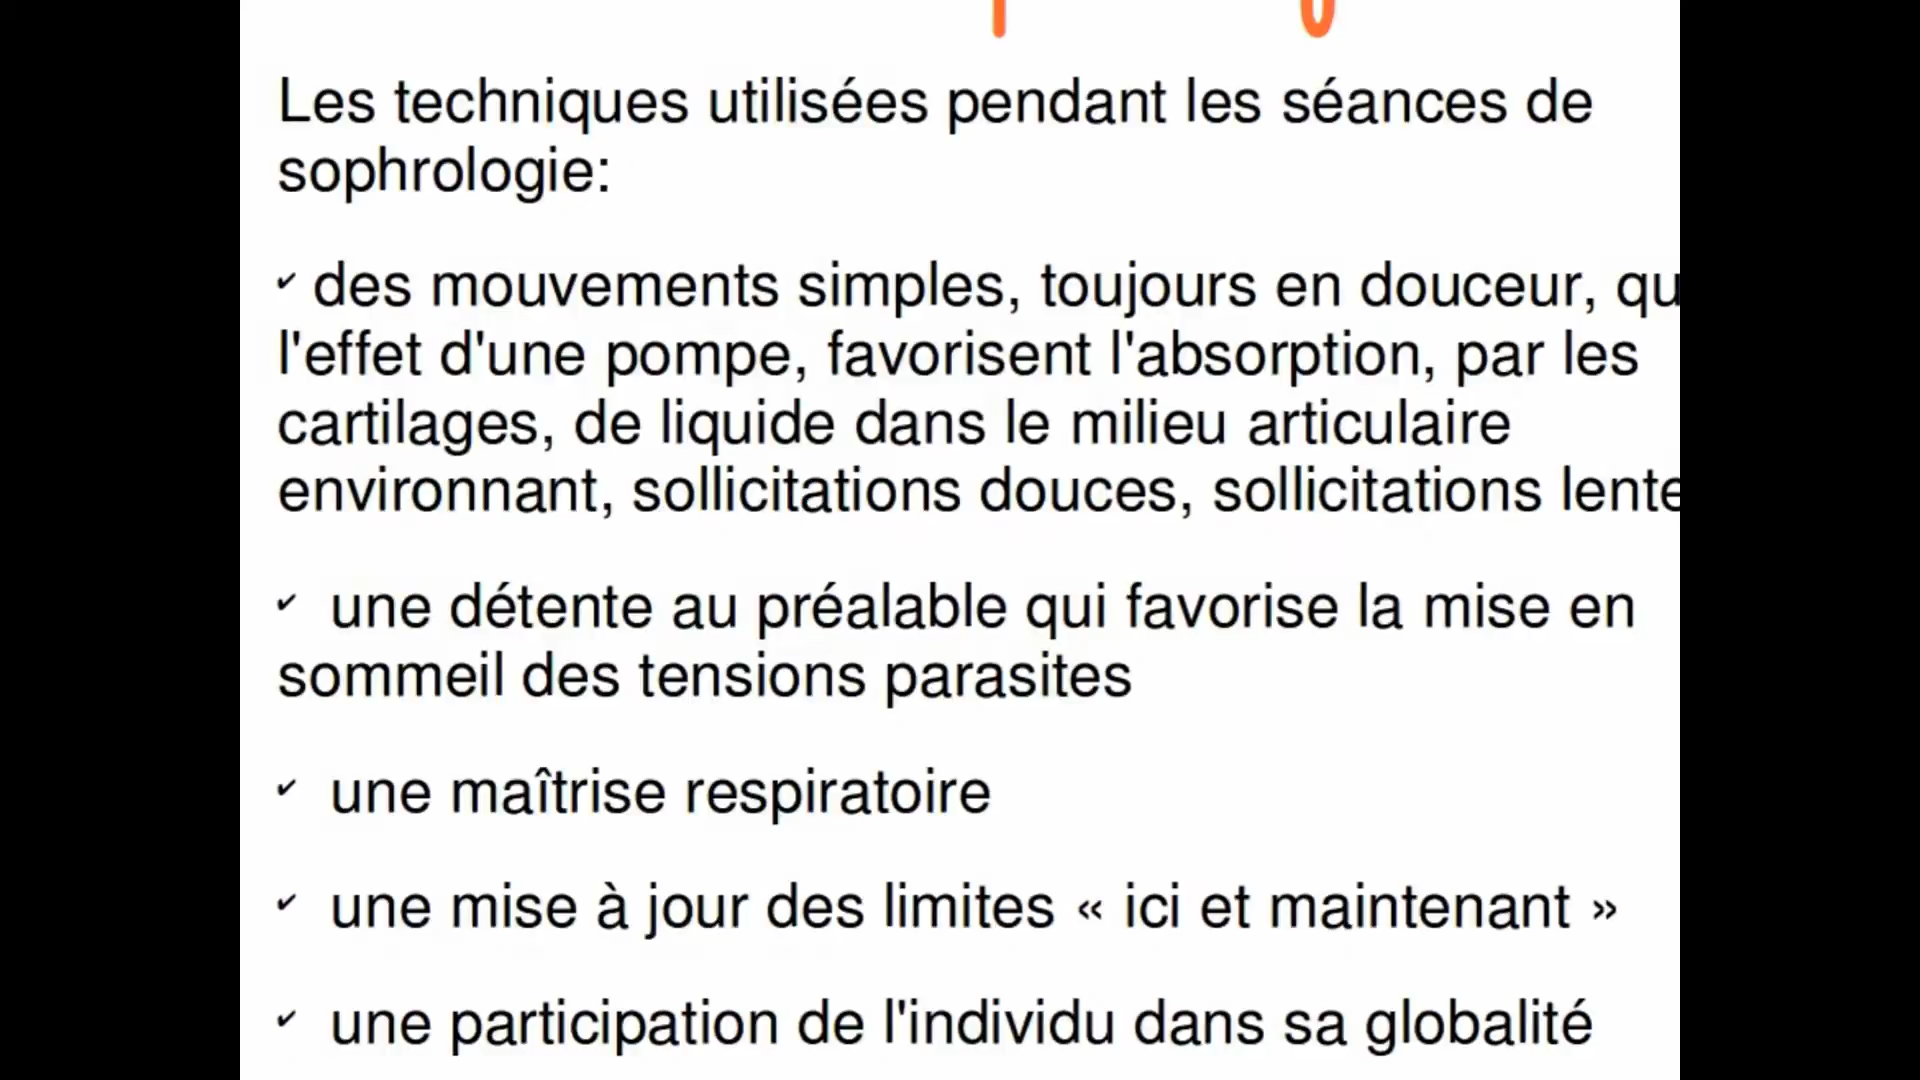 Les techniques utilisées pendant les séances de
sophrologie:
✔ des mouvements simples, toujours en douceur,
l'effet d'une pompe, favorisent l'absorption, par les
cartilages, de liquide dans le milieu articulaire
environnant, sollicitations douces, sollicitations lente
✔ une détente au préalable qui favorise la mise en
sommeil des tensions parasites
✔ une maîtrise respiratoire
✔ une mise à jour des limites « ici et maintenant »
✔ une participation de l'individu dans sa globalité